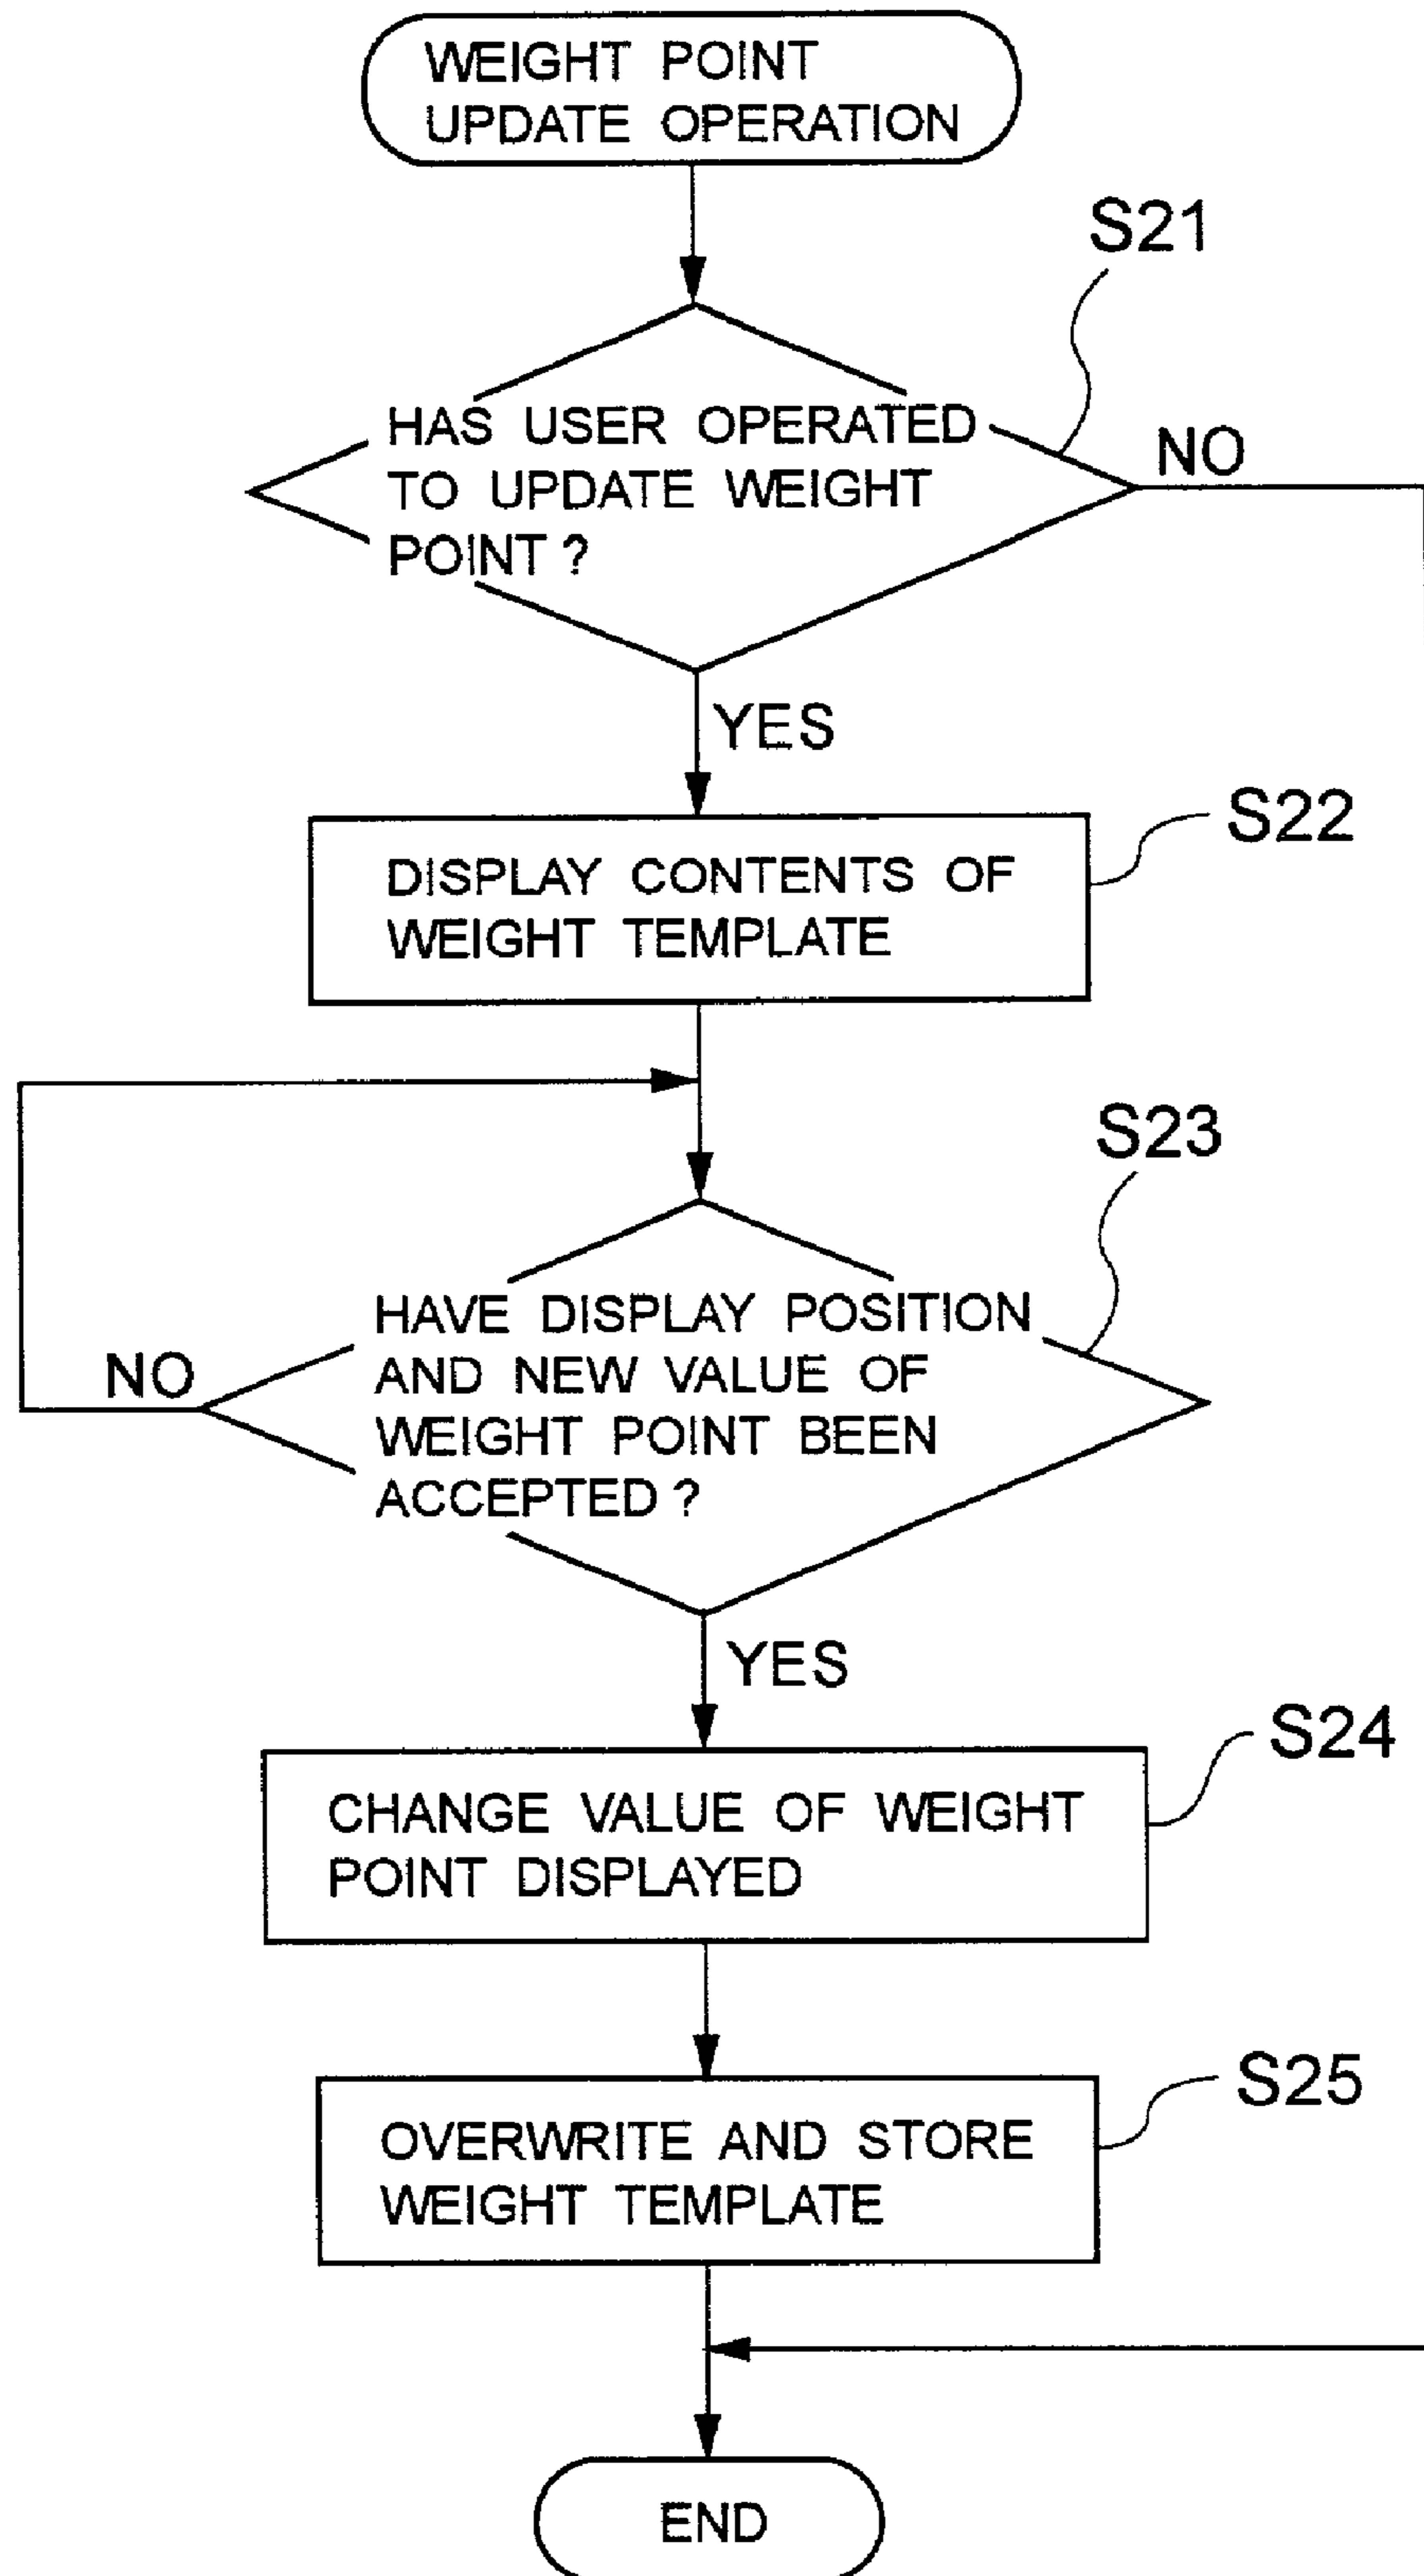 WEIGHT POINT
UPDATE OPERATION
S21
HAS USER OPERATED
TO UPDATE WEIGHT
POINT ?
NO
YES
S22
DISPLAY CONTENTS OF
WEIGHT TEMPLATE
S23
HAVE DISPLAY POSITION
AND NEW VALUE OF
WEIGHT POINT BEEN
ACCEPTED ?
NO
YES
S24
CHANGE VALUE OF WEIGHT
POINT DISPLAYED
S25
OVERWRITE AND STORE
WEIGHT TEMPLATE
END